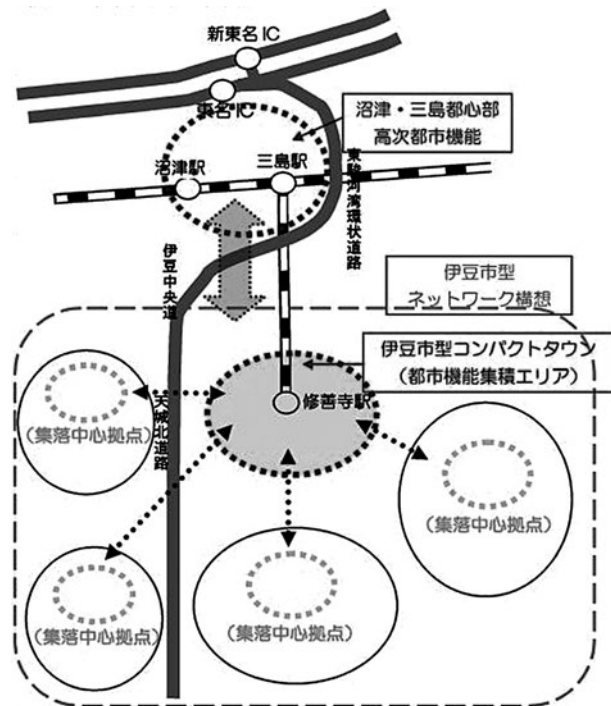 新東名IC
東名IC
沼津・三島都心部
高次都市機能
沼津駅
三島駅
東駿河湾環状道路
伊豆中央道
伊豆市型
ネットワーク構想
伊豆市型コンパクトタウン
（都市機能集積エリア）
修善寺駅
天城北道路
（集落中心拠点）
（集落中心拠点）
（集落中心拠点）
（集落中心拠点）